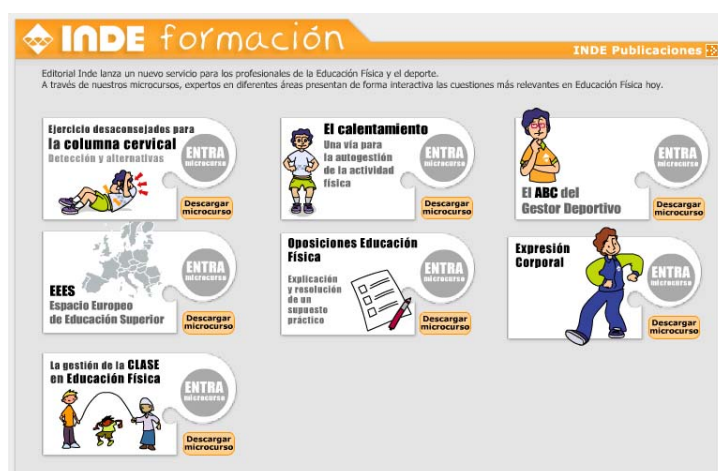 INDE formación
INDE Publicaciones
Editorial Inde lanza un nuevo servicio para los profesionales de la Educación Física y el deporte.
A través de nuestros microcursos, expertos en diferentes áreas presentan de forma interactiva las cuestiones más relevantes en Educación Física hoy.
Ejercicio desaconsejados para
la columna cervical
Detección y alternativas
ENTRA
microcurso
Descargar
microcurso
El calentamiento
Una vía para
la autogestión
de la actividad
física
ENTRA
microcurso
Descargar
microcurso
El ABC del
Gestor Deportivo
ENTRA
microcurso
Descargar
microcurso
EEES
Espacio Europeo
de Educación Superior
ENTRA
microcurso
Descargar
microcurso
Oposiciones Educación
Física
Explicación
y resolución
de un
supuesto
práctico
ENTRA
microcurso
Descargar
microcurso
Expresión
Corporal
ENTRA
microcurso
Descargar
microcurso
La gestión de la CLASE
en Educación Física
ENTRA
microcurso
Descargar
microcurso